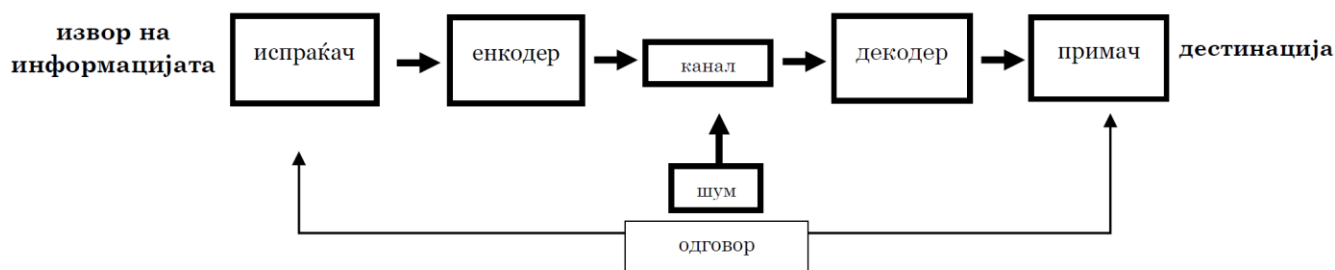 извор на
информацијата
испраќач
енкодер
канал
декодер
примач
дестинација
шум
одговор